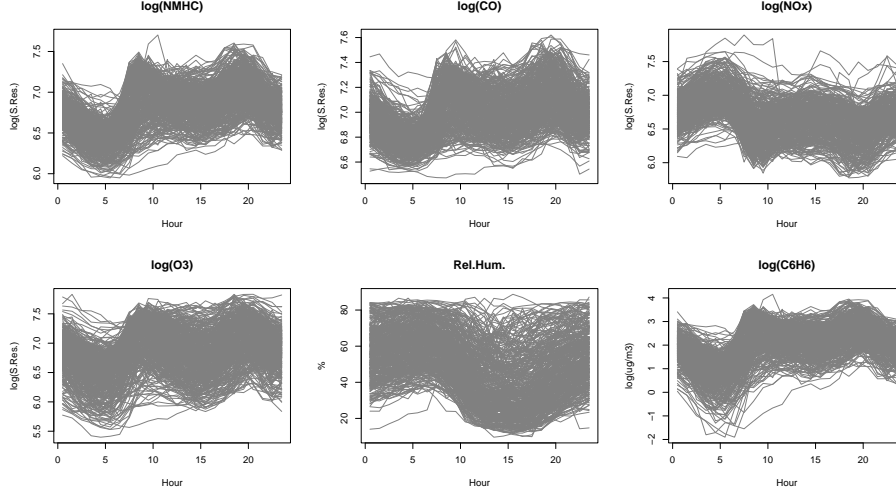 log(NMHC)
log(S.Res.)
6.0 6.5 7.0 7.5
0 5 10 15 20
Hour
log(CO)
log(S.Res.)
6.6 6.8 7.0 7.2 7.4 7.6
0 5 10 15 20
Hour
log(NOx)
log(S.Res.)
6.0 6.5 7.0 7.5
0 5 10 15 20
Hour
log(O3)
log(S.Res.)
5.5 6.0 6.5 7.0 7.5
0 5 10 15 20
Hour
Rel.Hum.
%
20 40 60 80
0 5 10 15 20
Hour
log(C6H6)
log(ug/m3)
−2 −1 0 1 2 3 4
0 5 10 15 20
Hour